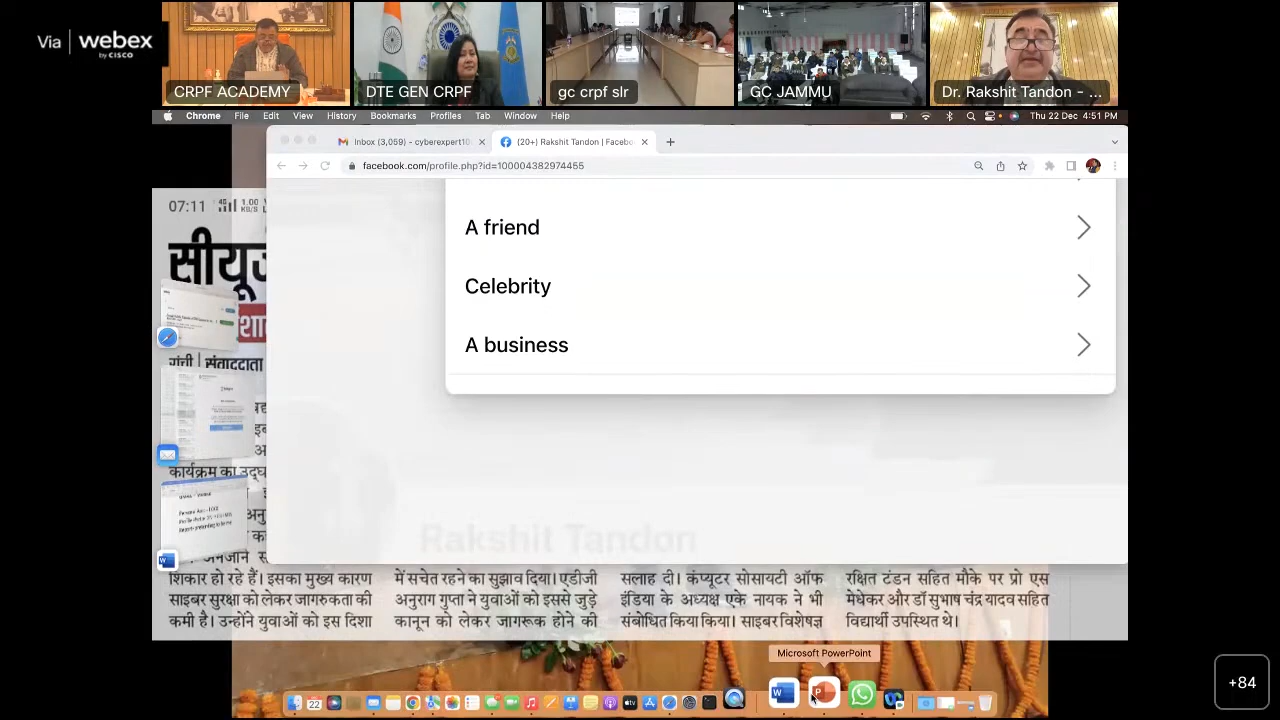 Via webex
by CISCO
CRPF ACADEMY
DTE GEN CRPF
gc crpf slr
GC JAMMU
Dr. Rakshit Tandon - ...
Chrome File Edit View History Bookmarks Profiles Tab Window Help Thu 22 Dec 4:51 PM
Inbox (3,059) - cyberexpert10
(20+) Rakshit Tandon | Facebo
facebook.com/profile.php?id=100004382974455
07:11
A friend
Celebrity
A business
रांची | संवाददाता
कार्यक्रम का उद्घ
Rakshit Tandon
शिकार हो रहे हैं। इसका मुख्य कारण
साइबर सुरक्षा को लेकर जागरुकता की
कमी है। उन्होंने युवाओं को इस दिशा
में सचेत रहने का सुझाव दिया। एडीजी
अनुराग गुप्ता ने युवाओं को इससे जुड़े
कानून को लेकर जागरूक होने की
सलाह दी। कंप्यूटर सोसायटी ऑफ
इंडिया के अध्यक्ष एके नायक ने भी
संबोधित किया किया। साइबर विशेषज्ञ
रक्षित टंडन सहित मौके पर प्रो एस
मेधेकर और डॉ सुभाष चंद्र यादव सहित
विद्यार्थी उपस्थित थे।
Microsoft PowerPoint
22
+84